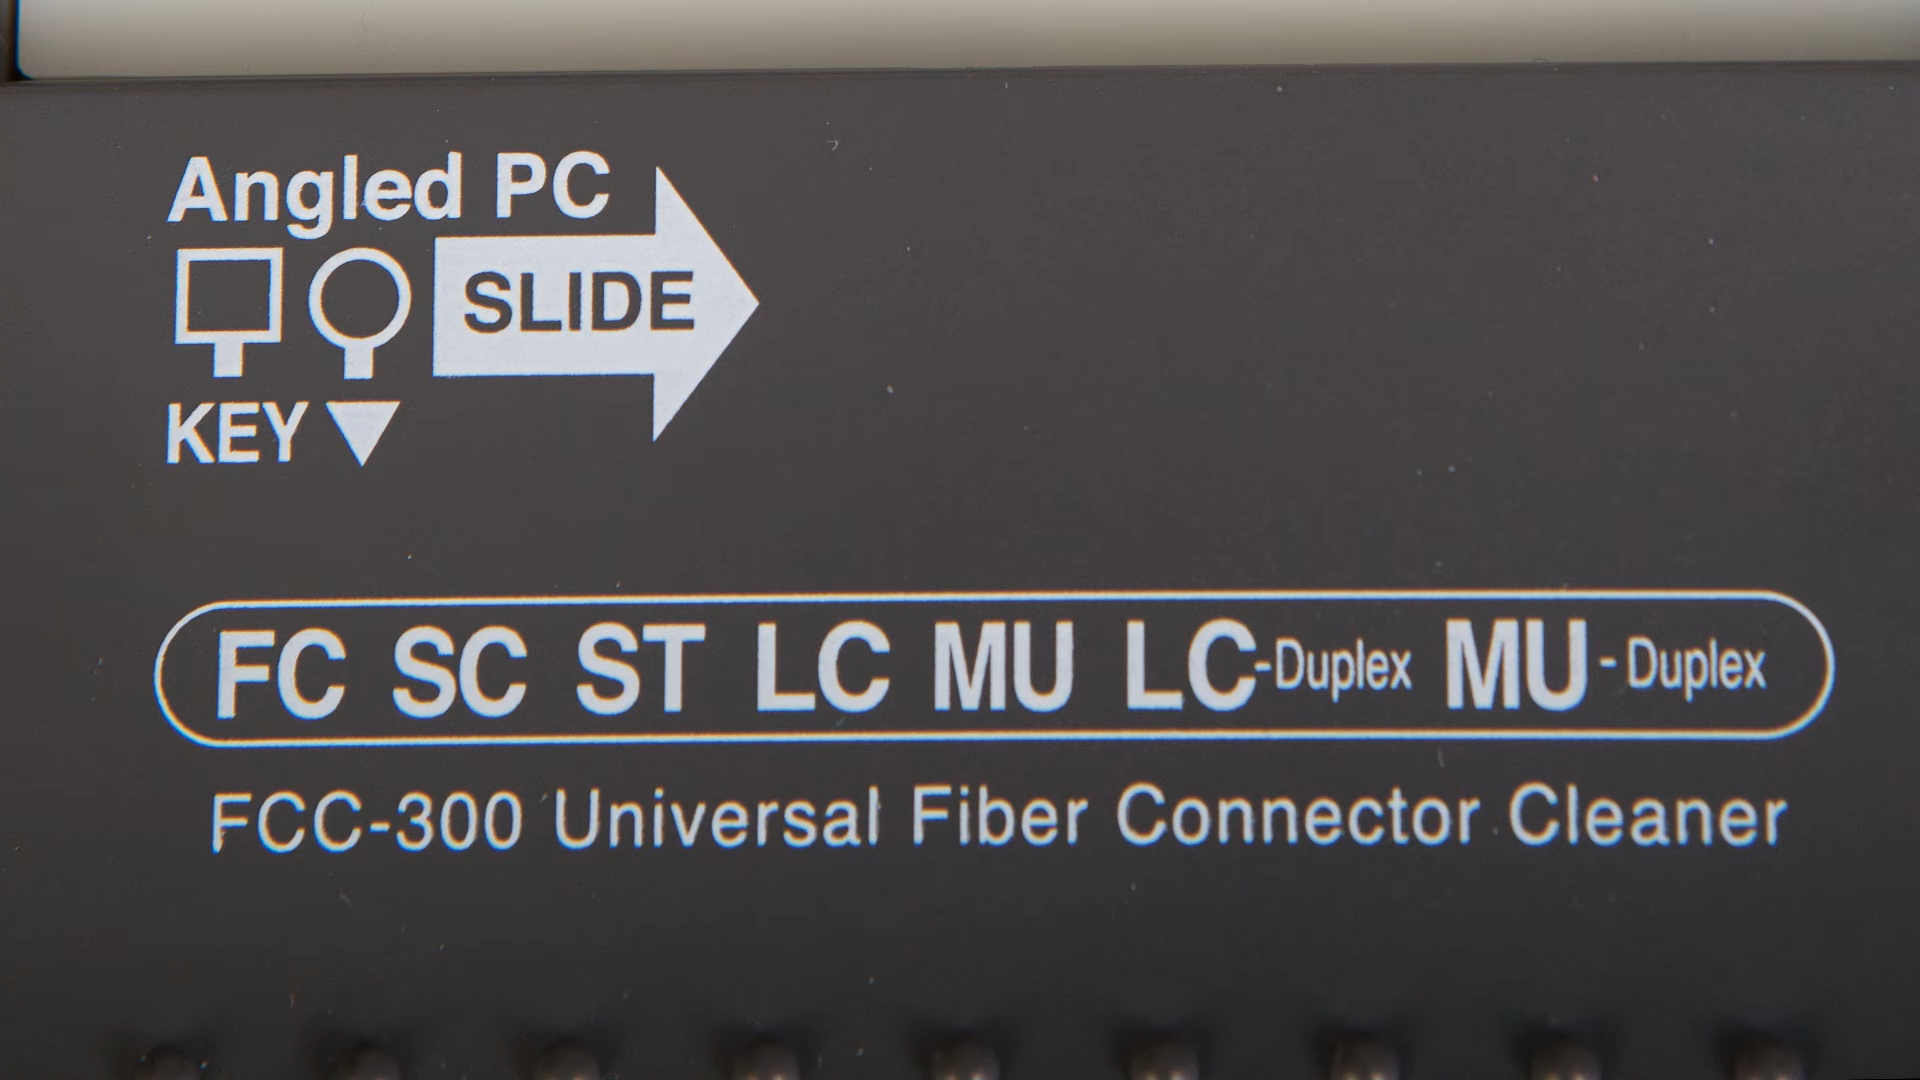 Angled PC
SLIDE
KEY
FC SC ST LC MU LC-Duplex MU-Duplex
FCC-300 Universal Fiber Connector Cleaner